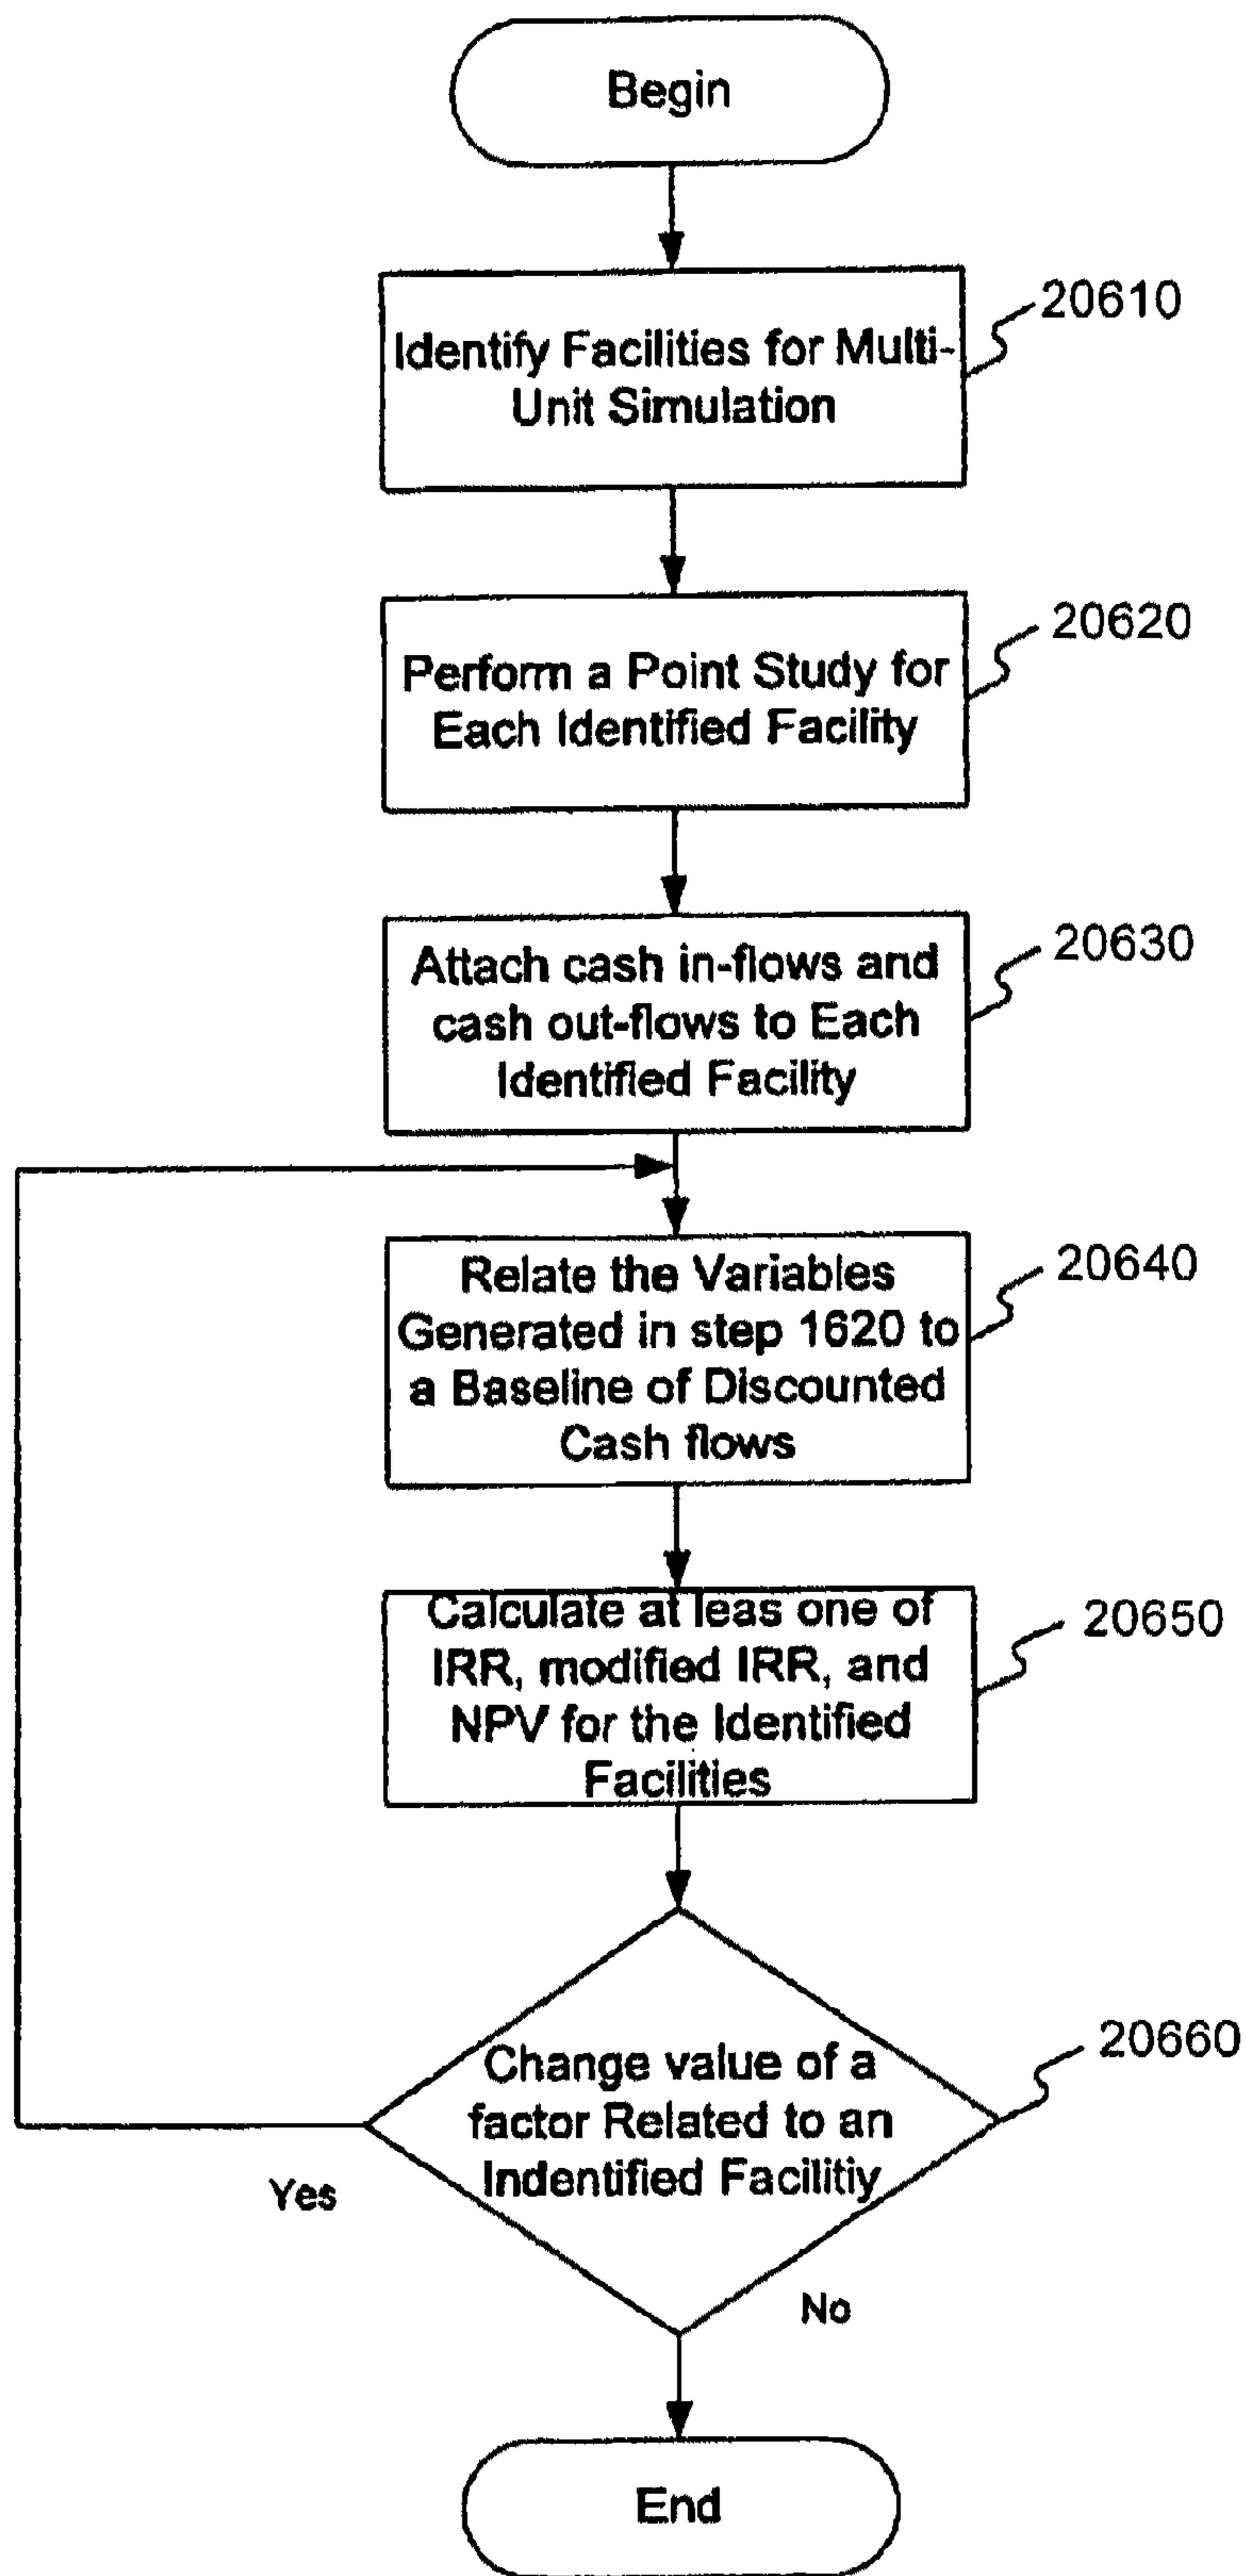 Begin
20610
Identify Facilities for Multi-
Unit Simulation
20620
Perform a Point Study for
Each Identified Facility
20630
Attach cash in-flows and
cash out-flows to Each
Identified Facility
20640
Relate the Variables
Generated in step 1620 to
a Baseline of Discounted
Cash flows
20650
Calculate at leas one of
IRR, modified IRR, and
NPV for the Identified
Facilities
20660
Change value of a
factor Related to an
Indentified Facilitiy
Yes
No
End